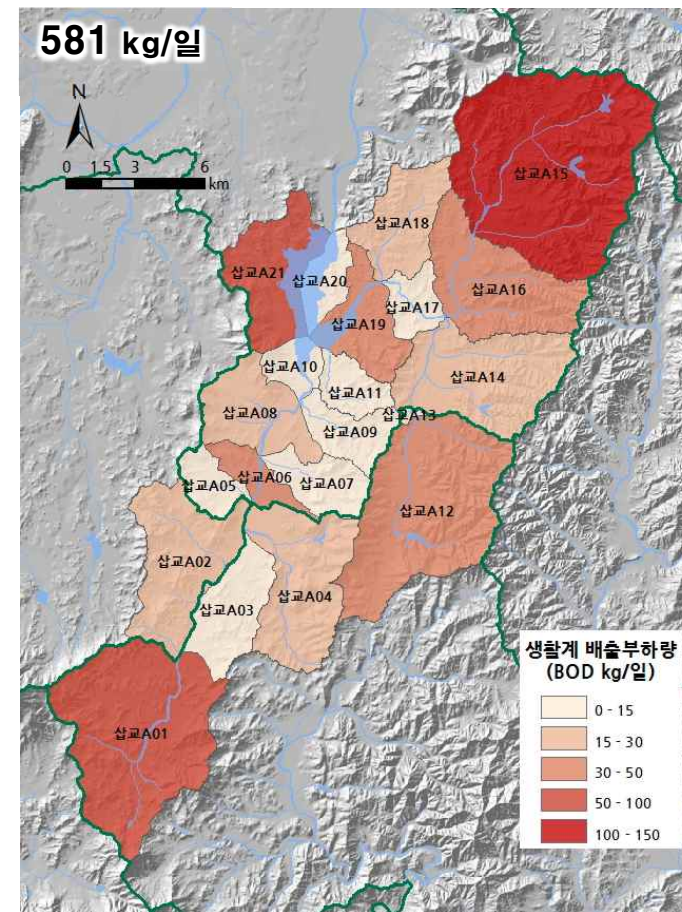 581 kg/일
N
0 1.5 3 6
km
삽교A15
삽교A18
삽교A21
삽교A20
삽교A16
삽교A17
삽교A19
삽교A10
삽교A14
삽교A11
삽교A08
삽교A13
삽교A09
삽교A06
삽교A05
삽교A07
삽교A12
삽교A02
삽교A04
삽교A03
삽교A01
생활계 배출부하량
(BOD kg/일)
0 - 15
15 - 30
30 - 50
50 - 100
100 - 150